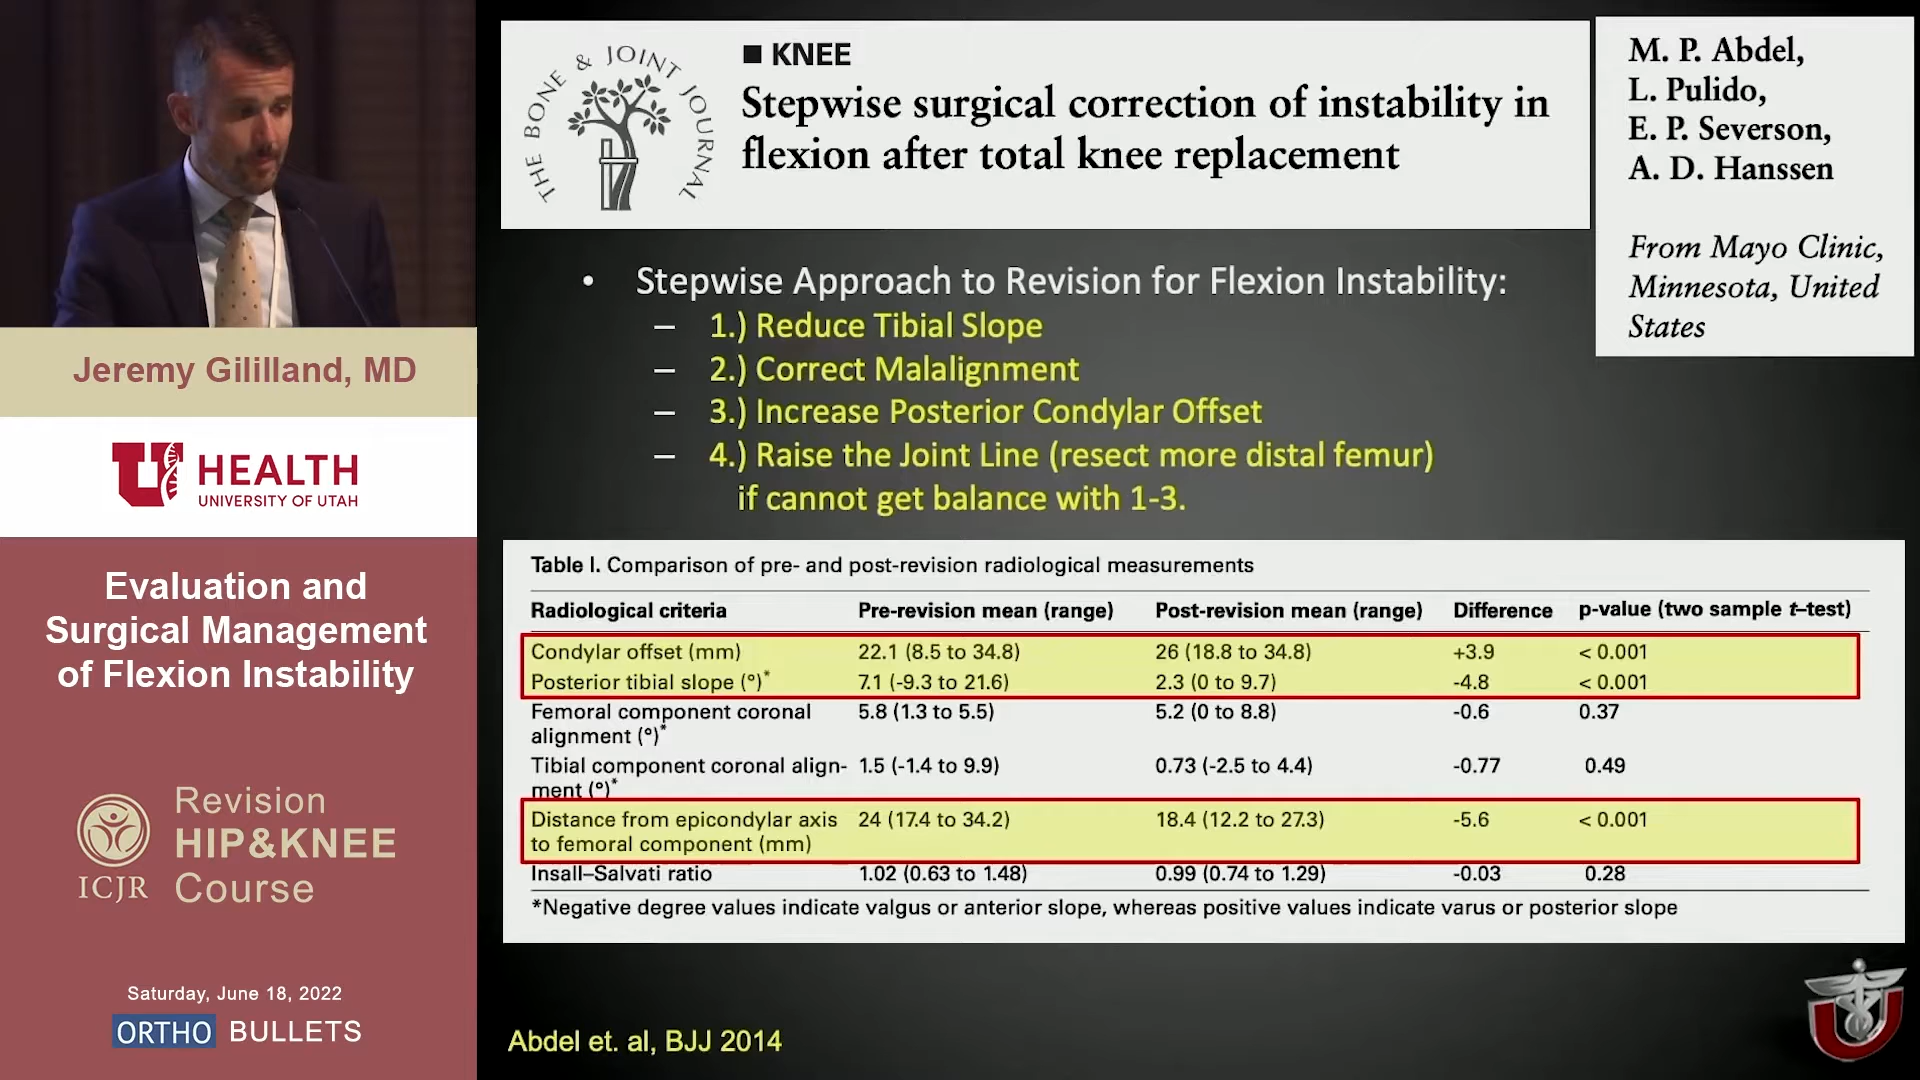 Jeremy Gililland, MD
U HEALTH
UNIVERSITY OF UTAH
Evaluation and
Surgical Management
of Flexion Instability
ICJR
Revision
HIP&KNEE
Course
Saturday, June 18, 2022
ORTHO BULLETS
THE BONE & JOINT JOURNAL
■ KNEE
Stepwise surgical correction of instability in
flexion after total knee replacement
M. P. Abdel,
L. Pulido,
E. P. Severson,
A. D. Hanssen
From Mayo Clinic,
Minnesota, United
States
• Stepwise Approach to Revision for Flexion Instability:
– 1.) Reduce Tibial Slope
– 2.) Correct Malalignment
– 3.) Increase Posterior Condylar Offset
– 4.) Raise the Joint Line (resect more distal femur)
if cannot get balance with 1-3.
Table I. Comparison of pre- and post-revision radiological measurements
Radiological criteria Pre-revision mean (range) Post-revision mean (range) Difference p-value (two sample t–test)
Condylar offset (mm) 22.1 (8.5 to 34.8) 26 (18.8 to 34.8) +3.9 < 0.001
Posterior tibial slope (°)* 7.1 (-9.3 to 21.6) 2.3 (0 to 9.7) -4.8 < 0.001
Femoral component coronal 5.8 (1.3 to 5.5) 5.2 (0 to 8.8) -0.6 0.37
alignment (°)*
Tibial component coronal align- 1.5 (-1.4 to 9.9) 0.73 (-2.5 to 4.4) -0.77 0.49
ment (°)*
Distance from epicondylar axis 24 (17.4 to 34.2) 18.4 (12.2 to 27.3) -5.6 < 0.001
to femoral component (mm)
Insall–Salvati ratio 1.02 (0.63 to 1.48) 0.99 (0.74 to 1.29) -0.03 0.28
*Negative degree values indicate valgus or anterior slope, whereas positive values indicate varus or posterior slope
Abdel et. al, BJJ 2014
U